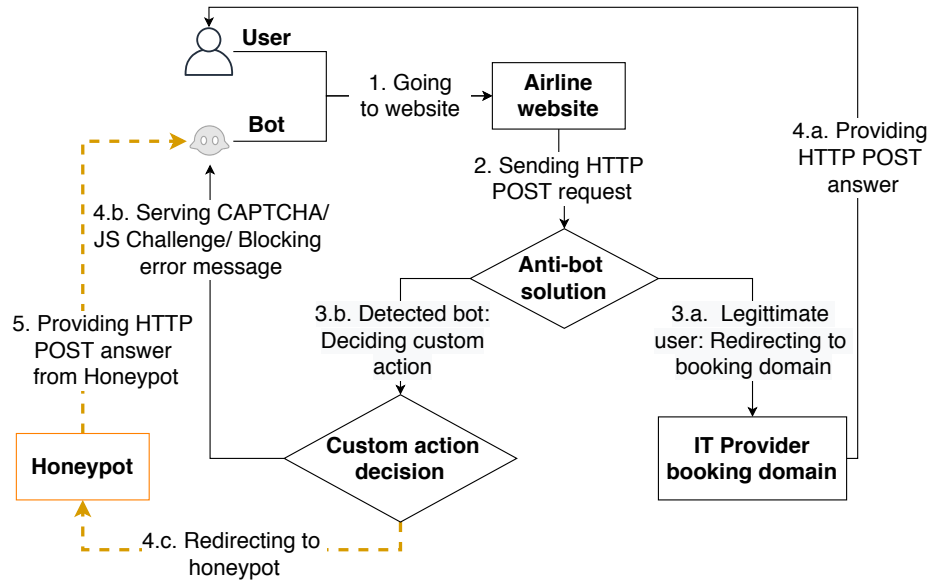 User
Bot
1. Going
to website
Airline
website
2. Sending HTTP
POST request
4.a. Providing
HTTP POST
answer
4.b. Serving CAPTCHA/
JS Challenge/ Blocking
error message
Anti-bot
solution
3.b. Detected bot:
Deciding custom
action
3.a. Legittimate
user: Redirecting to
booking domain
5. Providing HTTP
POST answer
from Honeypot
Custom action
decision
IT Provider
booking domain
Honeypot
4.c. Redirecting to
honeypot